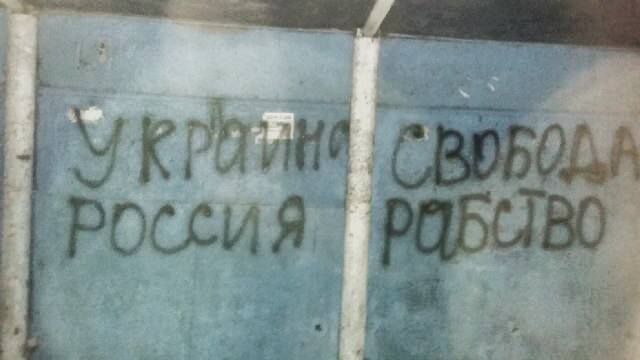 УКРаИНа СВОБОДА
РОССИЯ РаБСТВО